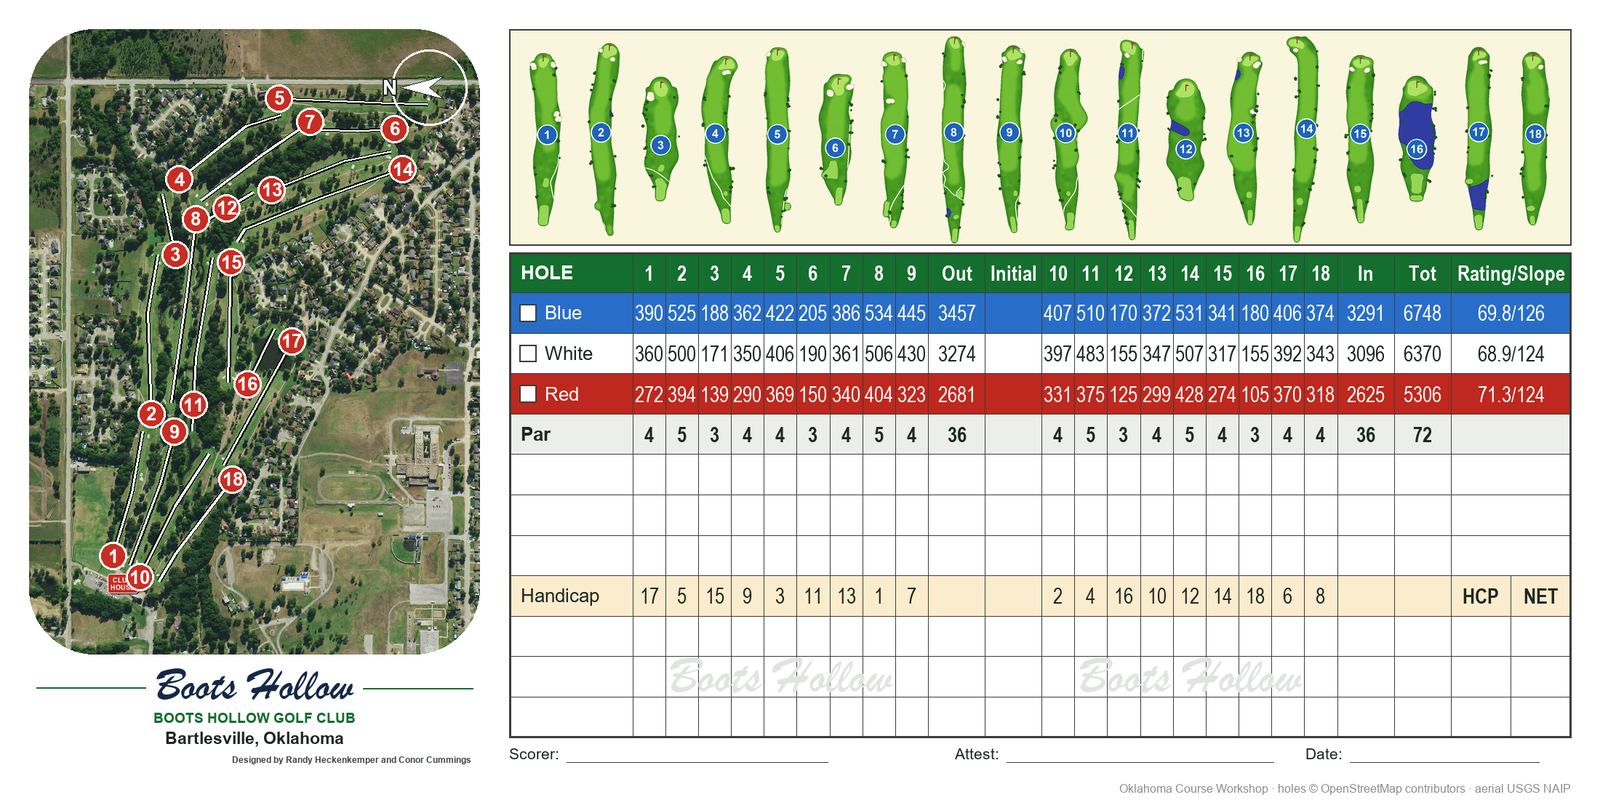 N
5
7
6
4
14
13
12
8
3
15
17
16
2
11
9
18
1
10
CLUB HOUSE
Boots Hollow
BOOTS HOLLOW GOLF CLUB
Bartlesville, Oklahoma
Designed by Randy Heckenkemper and Conor Cummings
1 2 3 4 5 6 7 8 9 10 11 12 13 14 15 16 17 18
HOLE 1 2 3 4 5 6 7 8 9 Out Initial 10 11 12 13 14 15 16 17 18 In Tot Rating/Slope
Blue 390 525 188 362 422 205 386 534 445 3457 407 510 170 372 531 341 180 406 374 3291 6748 69.8/126
White 360 500 171 350 406 190 361 506 430 3274 397 483 155 347 507 317 155 392 343 3096 6370 68.9/124
Red 272 394 139 290 369 150 340 404 323 2681 331 375 125 299 428 274 105 370 318 2625 5306 71.3/124
Par 4 5 3 4 4 3 4 5 4 36 4 5 3 4 5 4 3 4 4 36 72
Handicap 17 5 15 9 3 11 13 1 7 2 4 16 10 12 14 18 6 8 HCP NET
Boots Hollow Boots Hollow
Scorer: Attest: Date:
Oklahoma Course Workshop · holes © OpenStreetMap contributors · aerial USGS NAIP